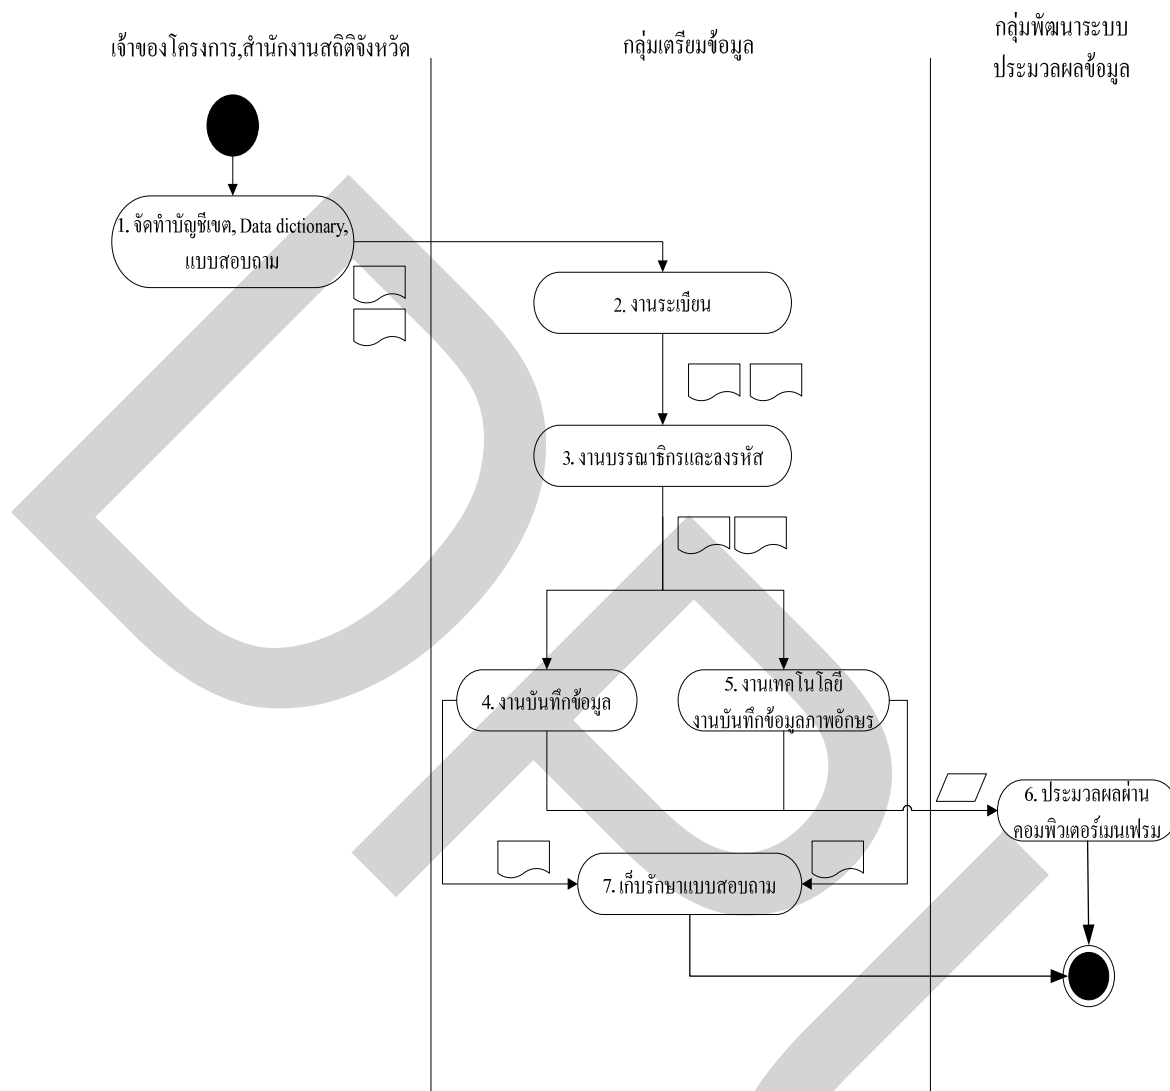 เจ้าของโครงการ,สำนักงานสถิติจังหวัด
กลุ่มเตรียมข้อมูล
กลุ่มพัฒนาระบบ
ประมวลผลข้อมูล
1. จัดทำบัญชีเขต, Data dictionary,
แบบสอบถาม
2. งานระเบียน
3. งานบรรณาธิกรและลงรหัส
4. งานบันทึกข้อมูล
5. งานเทคโนโลยี
งานบันทึกข้อมูลภาพอักษร
6. ประมวลผลผ่าน
คอมพิวเตอร์เมนเฟรม
7. เก็บรักษาแบบสอบถาม